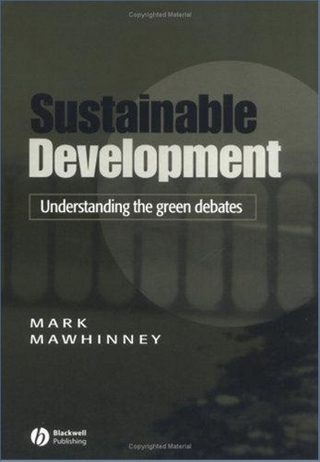 Copyrighted Material
Sustainable
Development
Understanding the green debates
MARK
MAWHINNEY
Blackwell
Publishing
Copyrighted Material